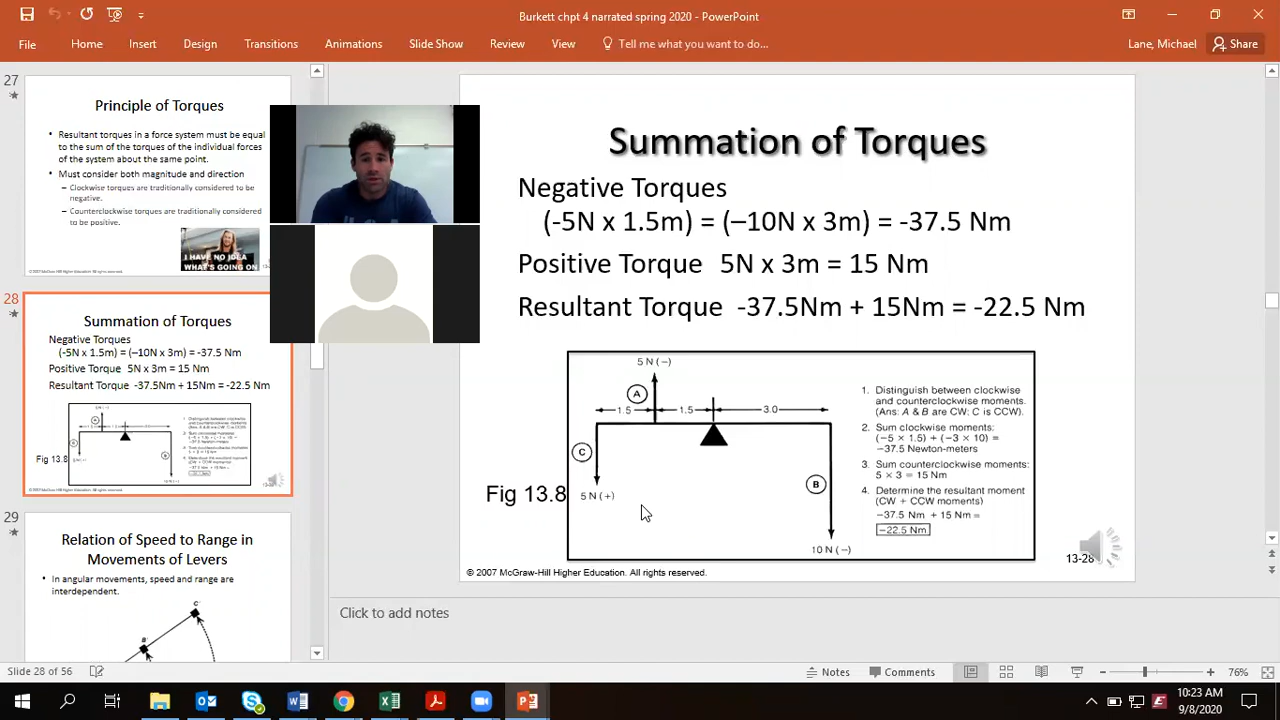 Burkett chpt 4 narrated spring 2020 - PowerPoint
File Home Insert Design Transitions Animations Slide Show Review View Tell me what you want to do... Lane, Michael Share
27
Principle of Torques
• Resultant torques in a force system must be equal
to the sum of the torques of the individual forces
of the system about the same point.
• Must consider both magnitude and direction
– Clockwise torques are traditionally considered to be
negative.
– Counterclockwise torques are traditionally considered
to be positive.
I HAVE NO IDEA
WHAT'S GOING ON
28
Summation of Torques
Negative Torques
(-5N x 1.5m) = (–10N x 3m) = -37.5 Nm
Positive Torque 5N x 3m = 15 Nm
Resultant Torque -37.5Nm + 15Nm = -22.5 Nm
Fig 13.8
29
Relation of Speed to Range in
Movements of Levers
• In angular movements, speed and range are
interdependent.
C'
B'
Summation of Torques
Negative Torques
(-5N x 1.5m) = (–10N x 3m) = -37.5 Nm
Positive Torque 5N x 3m = 15 Nm
Resultant Torque -37.5Nm + 15Nm = -22.5 Nm
5 N (–)
A
1.5 1.5 3.0
C
B
5 N (+)
10 N (–)
Fig 13.8
1. Distinguish between clockwise
and counterclockwise moments.
(Ans: A & B are CW; C is CCW.)
2. Sum clockwise moments:
(–5 × 1.5) + (–3 × 10) =
–37.5 Newton-meters
3. Sum counterclockwise moments:
5 × 3 = 15 Nm
4. Determine the resultant moment
(CW + CCW moments)
–37.5 Nm + 15 Nm =
–22.5 Nm
13-28
© 2007 McGraw-Hill Higher Education. All rights reserved.
Click to add notes
Slide 28 of 56 Notes Comments 76%
10:23 AM
9/8/2020